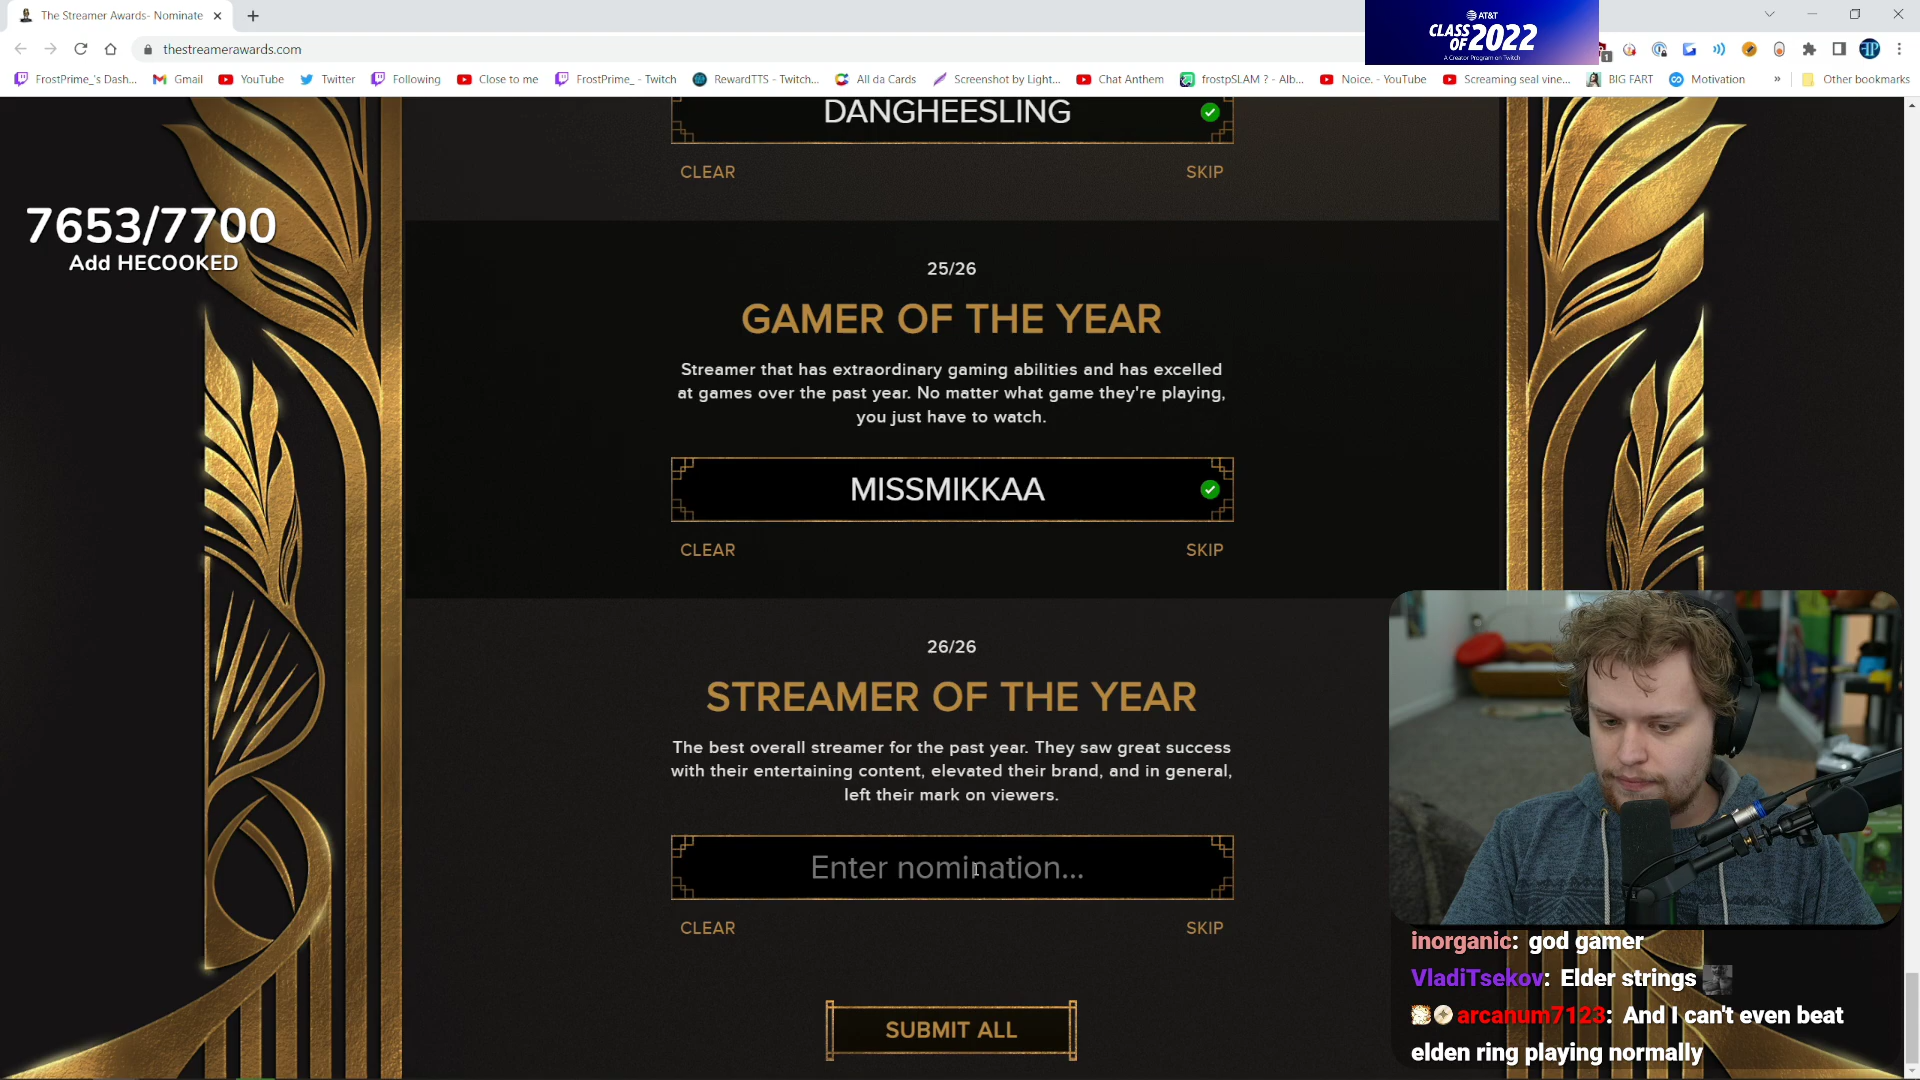 The Streamer Awards- Nominate
thestreamerawards.com
AT&T
CLASS OF 2022
A Creator Program on Twitch
1
FrostPrime_'s Dash...
Gmail
YouTube
Twitter
Following
Close to me
FrostPrime_ - Twitch
RewardTTS - Twitch...
All da Cards
Screenshot by Light...
Chat Anthem
frostpSLAM ? - Alb...
Noice. - YouTube
Screaming seal vine...
BIG FART
Motivation
»
Other bookmarks
DANGHEESLING
CLEAR
SKIP
7653/7700
Add HECOOKED
25/26
GAMER OF THE YEAR
Streamer that has extraordinary gaming abilities and has excelled
at games over the past year. No matter what game they're playing,
you just have to watch.
MISSMIKKAA
CLEAR
SKIP
26/26
STREAMER OF THE YEAR
The best overall streamer for the past year. They saw great success
with their entertaining content, elevated their brand, and in general,
left their mark on viewers.
Enter nomination...
CLEAR
SKIP
SUBMIT ALL
inorganic: god gamer
VladiTsekov: Elder strings
arcanum7123: And I can't even beat
elden ring playing normally